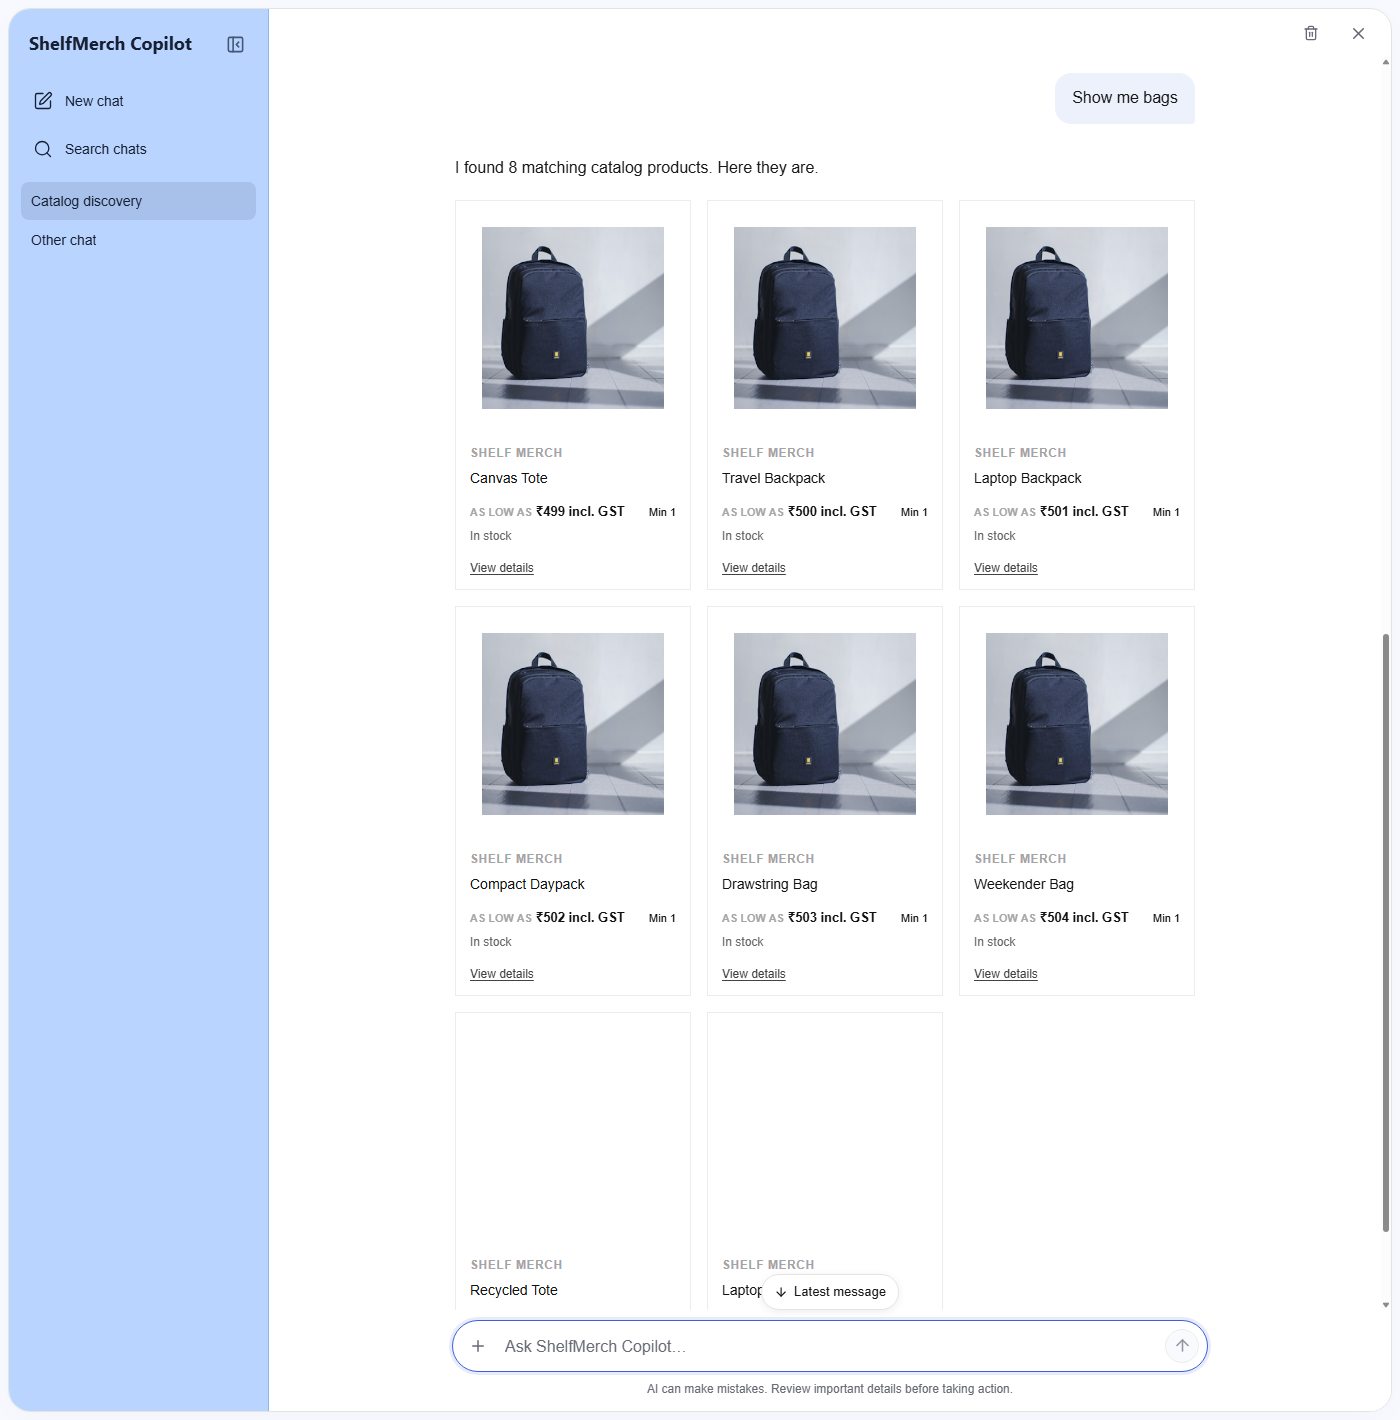 ShelfMerch Copilot
New chat
Search chats
Catalog discovery
Other chat
Show me bags
I found 8 matching catalog products. Here they are.
SHELF MERCH
Canvas Tote
AS LOW AS ₹499 incl. GST Min 1
In stock
View details
SHELF MERCH
Travel Backpack
AS LOW AS ₹500 incl. GST Min 1
In stock
View details
SHELF MERCH
Laptop Backpack
AS LOW AS ₹501 incl. GST Min 1
In stock
View details
SHELF MERCH
Compact Daypack
AS LOW AS ₹502 incl. GST Min 1
In stock
View details
SHELF MERCH
Drawstring Bag
AS LOW AS ₹503 incl. GST Min 1
In stock
View details
SHELF MERCH
Weekender Bag
AS LOW AS ₹504 incl. GST Min 1
In stock
View details
SHELF MERCH
Recycled Tote
SHELF MERCH
Laptop
Latest message
Ask ShelfMerch Copilot…
AI can make mistakes. Review important details before taking action.